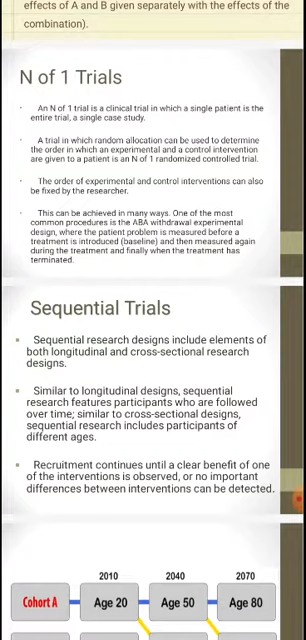 effects of A and B given separately with the effects of the
combination).
N of 1 Trials
An N of 1 trial is a clinical trial in which a single patient is the
entire trial, a single case study.
A trial in which random allocation can be used to determine
the order in which an experimental and a control intervention
are given to a patient is an N of 1 randomized controlled trial.
The order of experimental and control interventions can also
be fixed by the researcher.
This can be achieved in many ways. One of the most
common procedures is the ABA withdrawal experimental
design, where the patient problem is measured before a
treatment is introduced (baseline) and then measured again
during the treatment and finally when the treatment has
terminated.
Sequential Trials
Sequential research designs include elements of
both longitudinal and cross-sectional research
designs.
Similar to longitudinal designs, sequential
research features participants who are followed
over time; similar to cross-sectional designs,
sequential research includes participants of
different ages.
Recruitment continues until a clear benefit of one
of the interventions is observed, or no important
differences between interventions can be detected.
2010 2040 2070
Cohort A Age 20 Age 50 Age 80